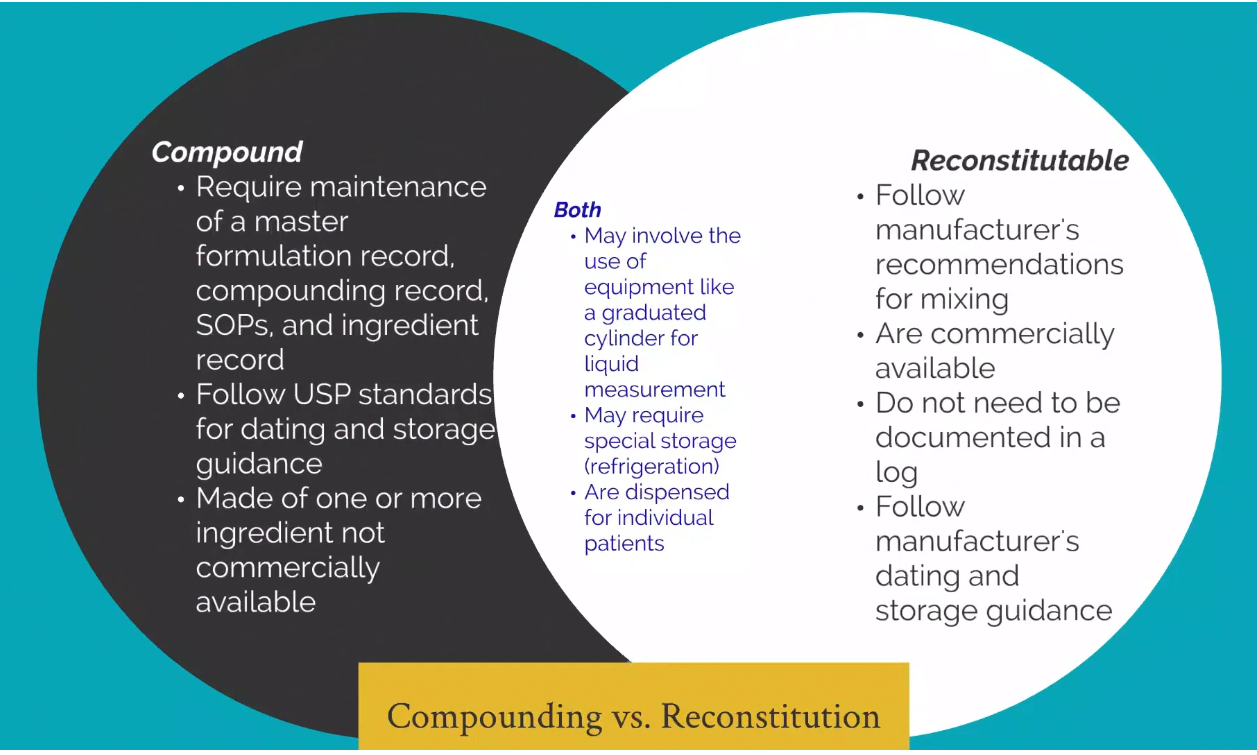 Compound
• Require maintenance
of a master
formulation record,
compounding record,
SOPs, and ingredient
record
• Follow USP standards
for dating and storage
guidance
• Made of one or more
ingredient not
commercially
available
Both
• May involve the
use of
equipment like
a graduated
cylinder for
liquid
measurement
• May require
special storage
(refrigeration)
• Are dispensed
for individual
patients
Reconstitutable
• Follow
manufacturer's
recommendations
for mixing
• Are commercially
available
• Do not need to be
documented in a
log
• Follow
manufacturer's
dating and
storage guidance
Compounding vs. Reconstitution